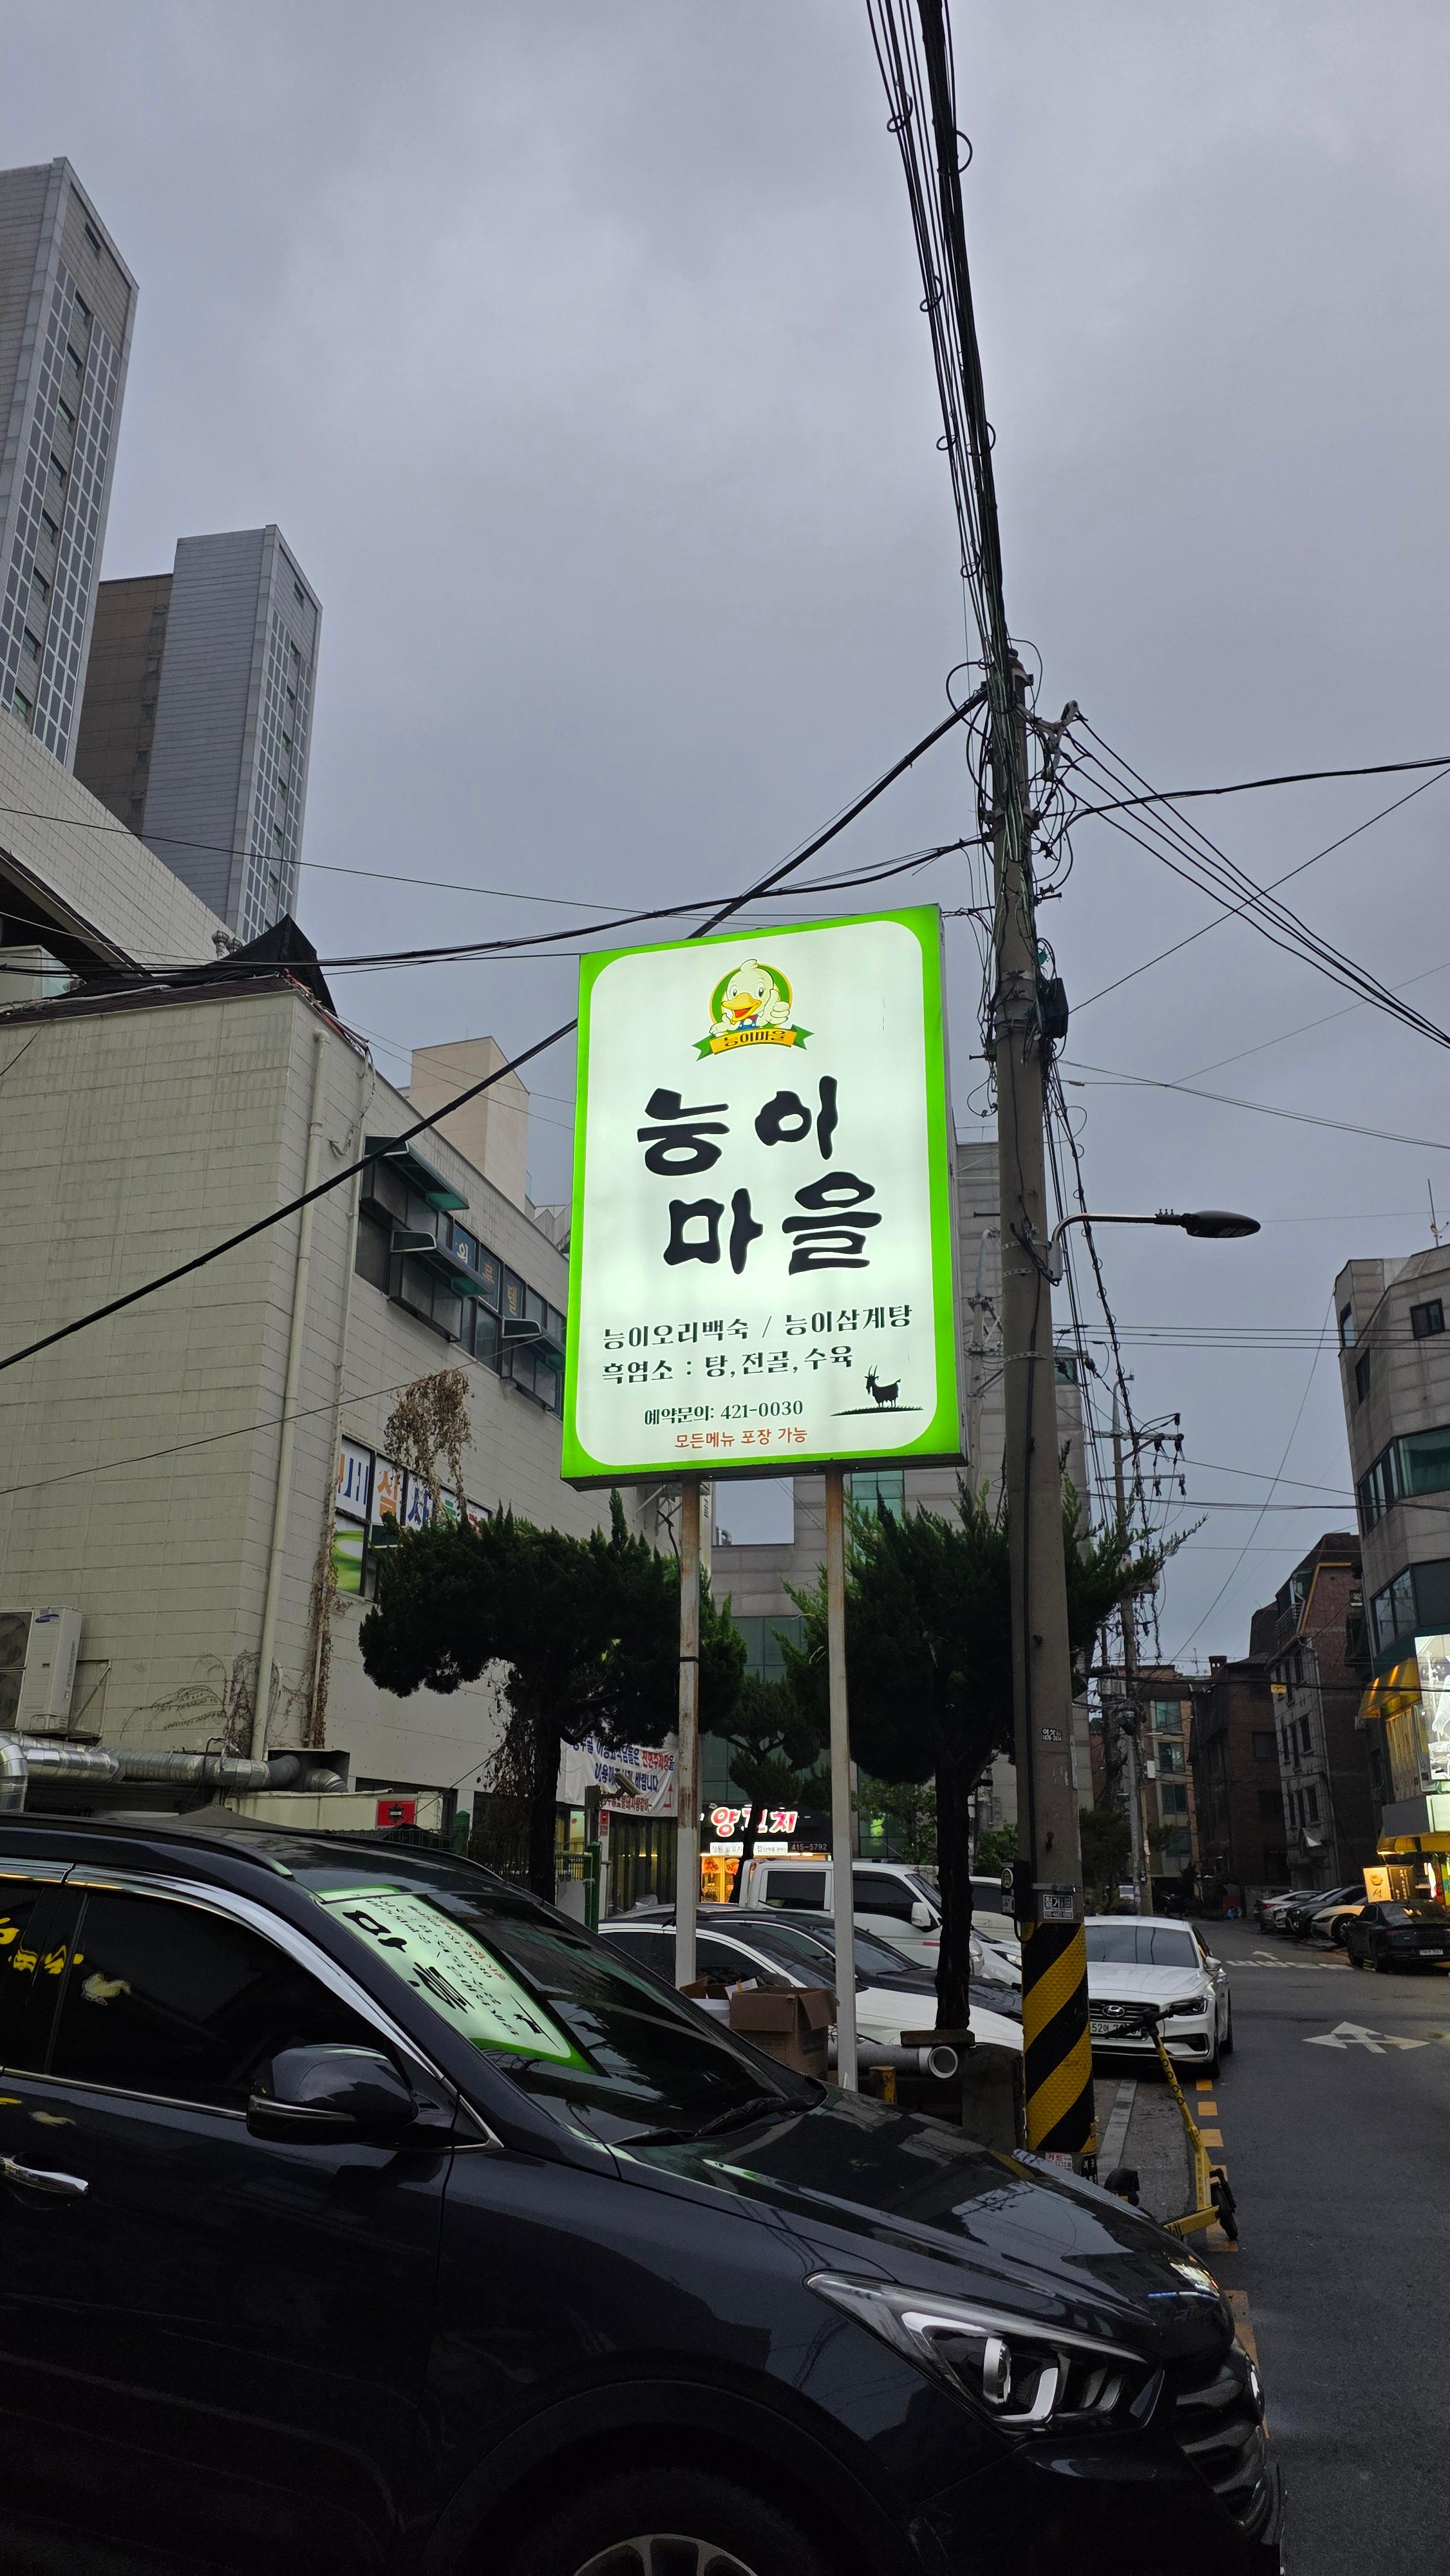 능이마을
능이
마을
능이오리백숙 / 능이삼계탕
흑염소 : 탕,전골,수육
예약문의: 421-0030
모든메뉴 포장 가능
415-5792